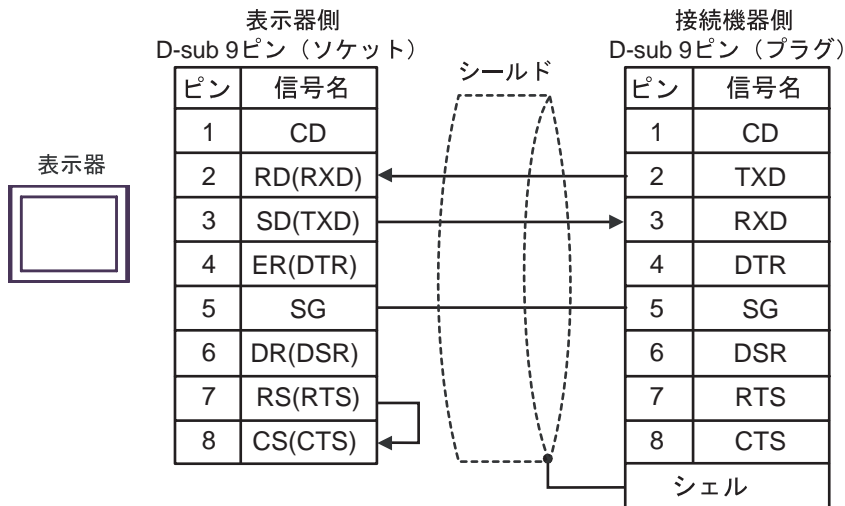 表示器側
D-sub 9ピン（ソケット）
接続機器側
D-sub 9ピン（プラグ）
シールド
表示器
ピン 信号名
1 CD
2 RD(RXD)
3 SD(TXD)
4 ER(DTR)
5 SG
6 DR(DSR)
7 RS(RTS)
8 CS(CTS)
ピン 信号名
1 CD
2 TXD
3 RXD
4 DTR
5 SG
6 DSR
7 RTS
8 CTS
シェル